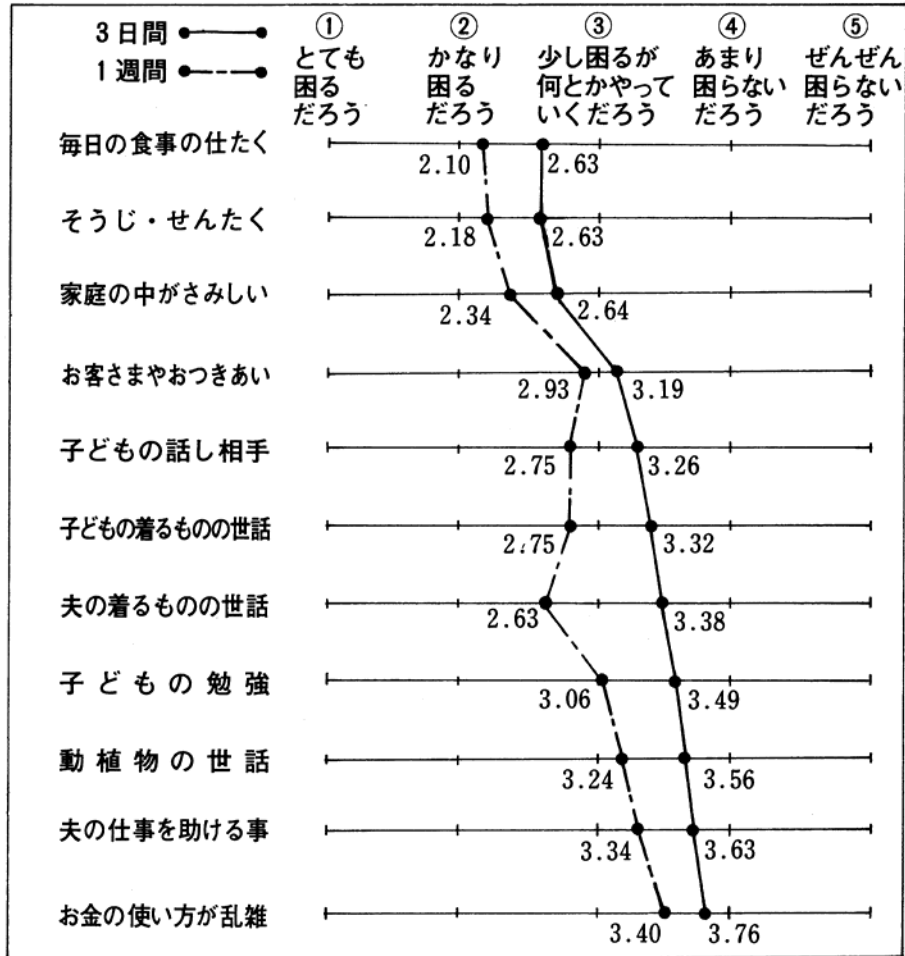 3日間
1週間
① ② ③ ④ ⑤
とても かなり 少し困るが あまり ぜんぜん
困る 困る 何とかやって 困らない 困らない
だろう だろう いくだろう だろう だろう
毎日の食事の仕たく
2.10 2.63
そうじ・せんたく
2.18 2.63
家庭の中がさみしい
2.34 2.64
お客さまやおつきあい
2.93 3.19
子どもの話し相手
2.75 3.26
子どもの着るものの世話
2.75 3.32
夫の着るものの世話
2.63 3.38
子どもの勉強
3.06 3.49
動植物の世話
3.24 3.56
夫の仕事を助ける事
3.34 3.63
お金の使い方が乱雑
3.40 3.76